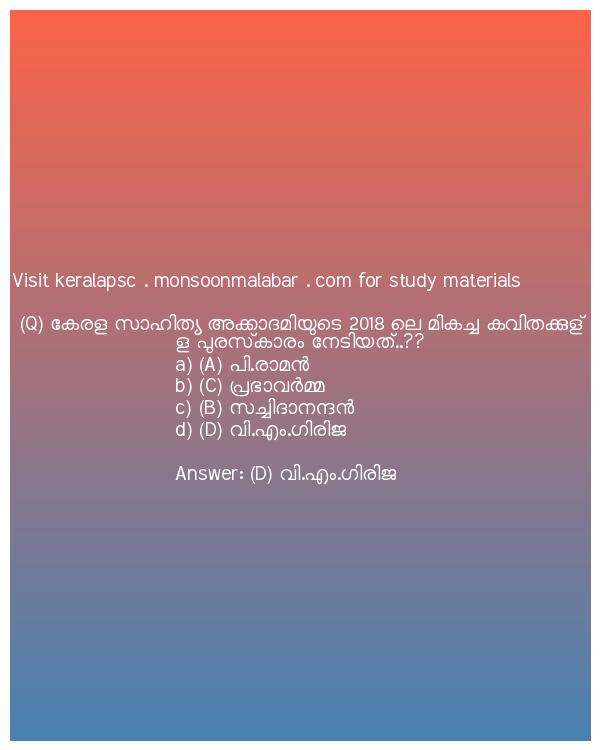 Visit keralapsc . monsoonmalabar . com for study materials
(Q) കേരള സാഹിത്യ അക്കാദമിയുടെ 2018 ലെ മികച്ച കവിതക്കുള്
ള പുരസ്‌കാരം നേടിയത്..??
a) (A) പി.രാമൻ
b) (C) പ്രഭാവർമ്മ
c) (B) സച്ചിദാനന്ദൻ
d) (D) വി.എം.ഗിരിജ
Answer: (D) വി.എം.ഗിരിജ